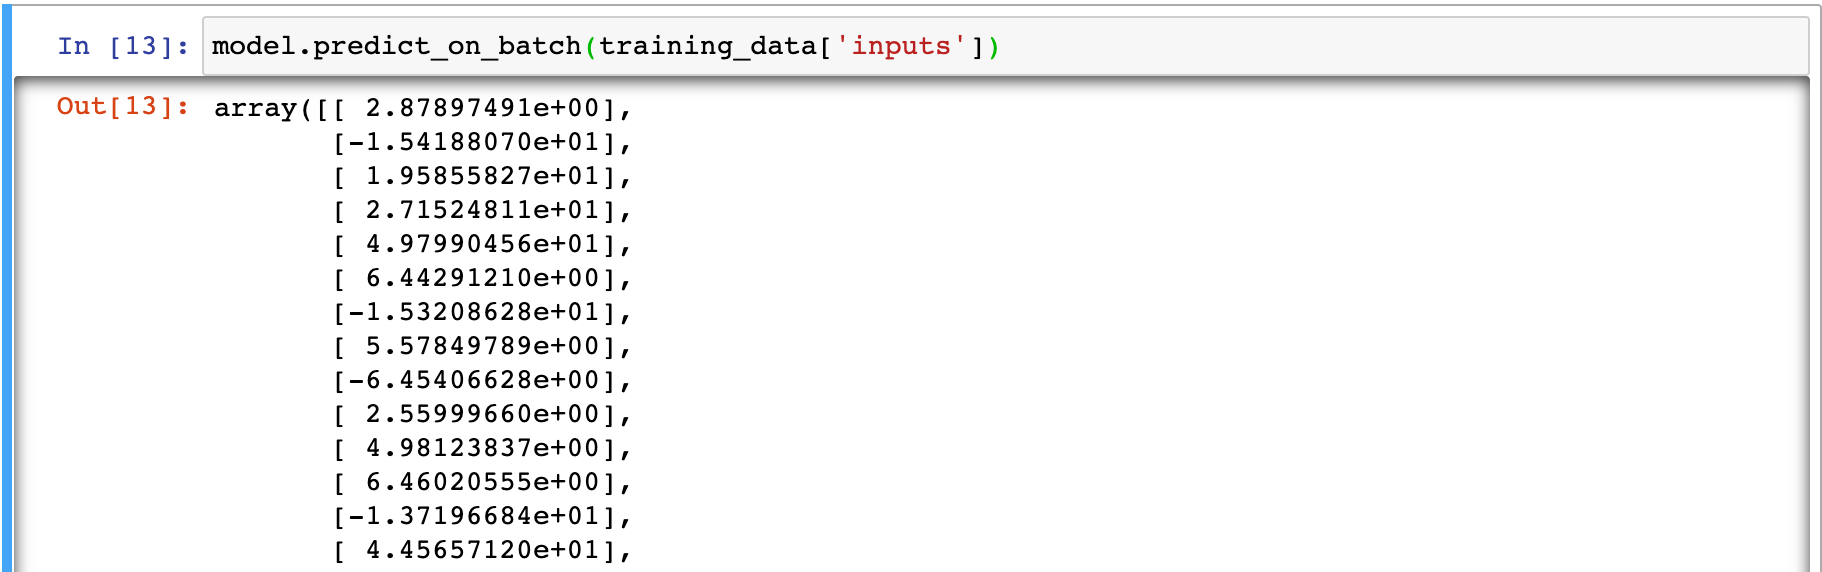 In [13]: model.predict_on_batch(training_data['inputs'])
Out[13]: array([[ 2.87897491e+00],
[-1.54188070e+01],
[ 1.95855827e+01],
[ 2.71524811e+01],
[ 4.97990456e+01],
[ 6.44291210e+00],
[-1.53208628e+01],
[ 5.57849789e+00],
[-6.45406628e+00],
[ 2.55999660e+00],
[ 4.98123837e+00],
[ 6.46020555e+00],
[-1.37196684e+01],
[ 4.45657120e+01],